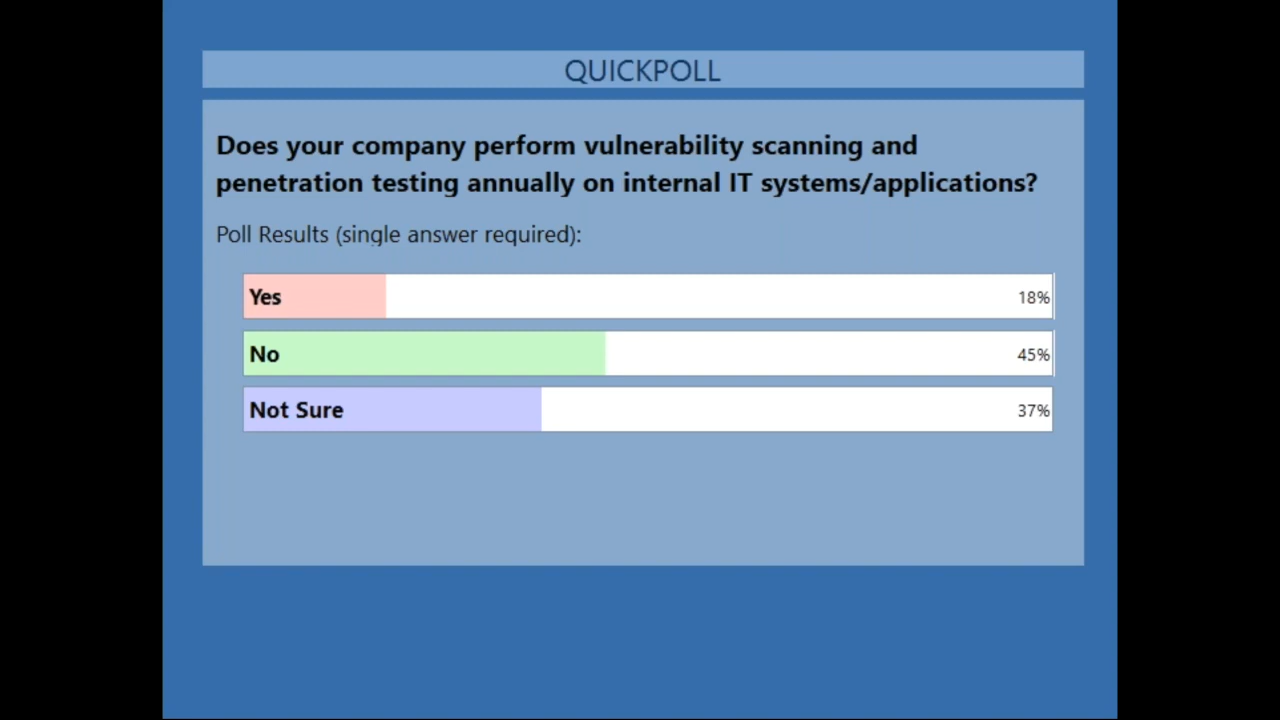 QUICKPOLL
Does your company perform vulnerability scanning and
penetration testing annually on internal IT systems/applications?
Poll Results (single answer required):
Yes 18%
No 45%
Not Sure 37%